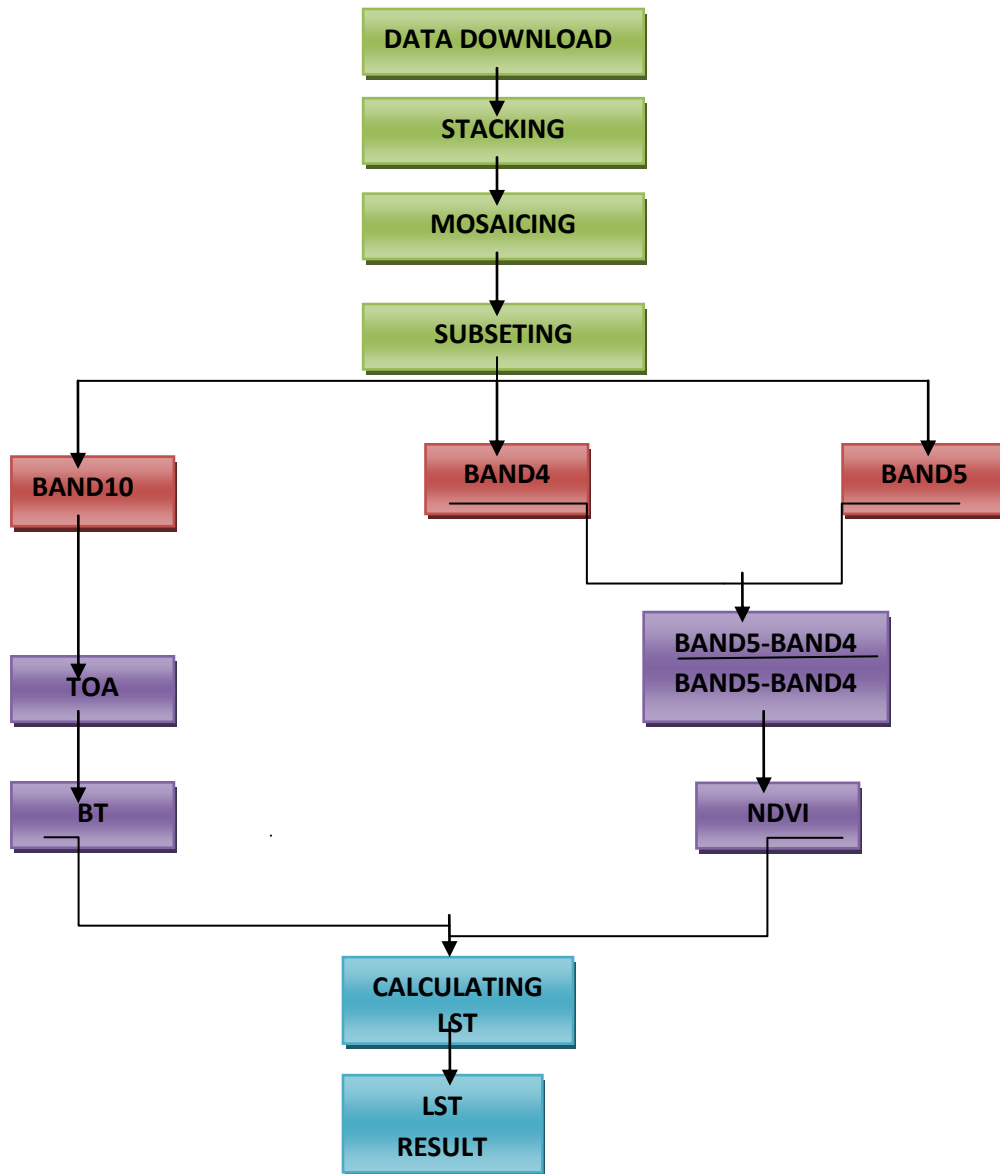 DATA DOWNLOAD
STACKING
MOSAICING
SUBSETING
BAND10
BAND4
BAND5
BAND5-BAND4
BAND5-BAND4
TOA
BT
NDVI
CALCULATING
LST
LST
RESULT